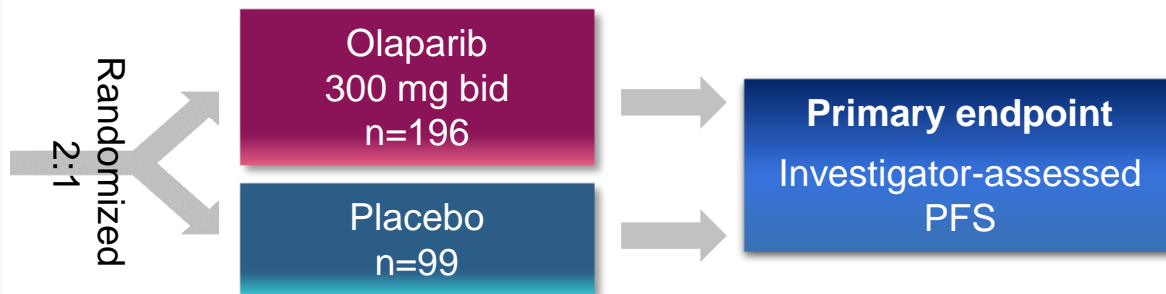 Randomized
2:1
Olaparib
300 mg bid
n=196
Placebo
n=99
Primary endpoint
Investigator-assessed
PFS